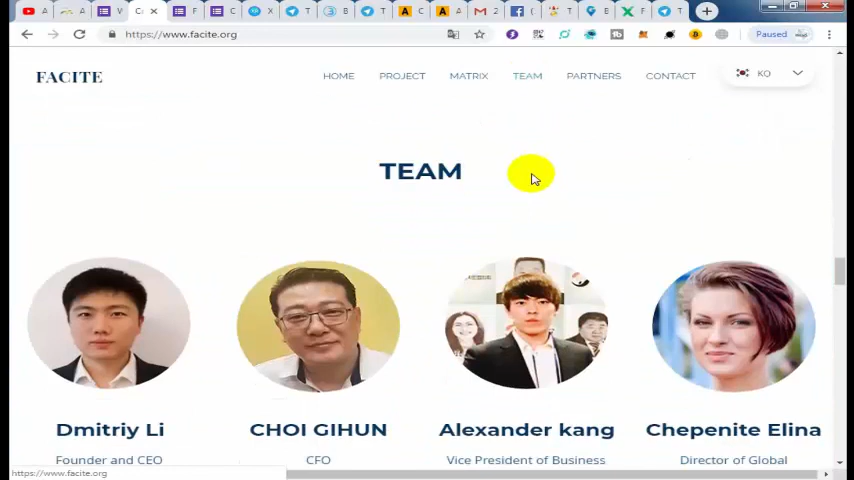 https://www.facite.org
Paused
FACITE
HOME
PROJECT
MATRIX
TEAM
PARTNERS
CONTACT
KO
TEAM
Dmitriy Li
CHOI GIHUN
Alexander kang
Chepenite Elina
Founder and CEO
CFO
Vice President of Business
Director of Global
https://www.facite.org